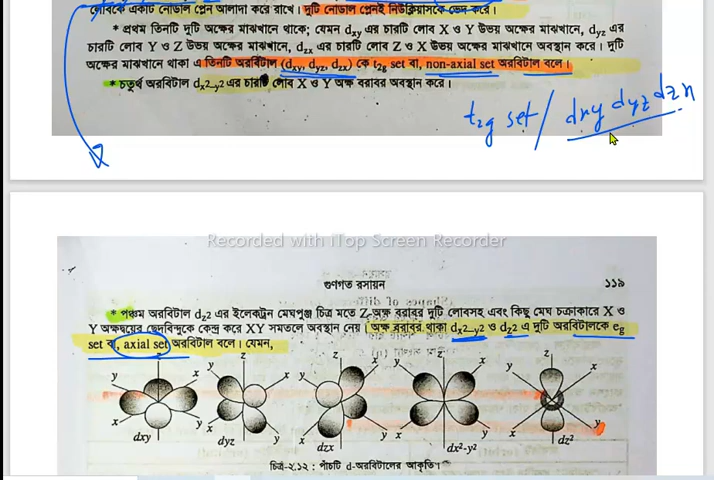 লোবকে একটি নোডাল প্লেন আলাদা করে রাখে। দুটি নোডাল প্লেনই নিউক্লিয়াসকে ভেদ করে।
* প্রথম তিনটি দুটি অক্ষের মাঝখানে থাকে; যেমন dxy এর চারটি লোব X ও Y উভয় অক্ষের মাঝখানে, dyz এর
চারটি লোব Y ও Z উভয় অক্ষের মাঝখানে, dzx এর চারটি লোব Z ও X উভয় অক্ষের মাঝখানে অবস্থান করে। দুটি
অক্ষের মাঝখানে থাকা এ তিনটি অরবিটাল (dxy, dyz, dzx) কে t2g set বা, non-axial set অরবিটাল বলে।
* চতুর্থ অরবিটাল dx2–y2 এর চারটি লোব X ও Y অক্ষ বরাবর অবস্থান করে।
t2g set / dxy dyz dzx
Recorded with iTop Screen Recorder
গুণগত রসায়ন ১১৯
* পঞ্চম অরবিটাল dz2 এর ইলেকট্রন মেঘপুঞ্জ চিত্র মতে Z-অক্ষ বরাবর দুটি লোবসহ এবং কিছু মেঘ চক্রাকারে X ও
Y অক্ষদ্বয়ের ছেদবিন্দুকে কেন্দ্র করে XY সমতলে অবস্থান নেয়। অক্ষ বরাবর থাকা dx2–y2 ও dz2 এ দুটি অরবিটালকে eg
set বা, axial set অরবিটাল বলে। যেমন,
z z z z z
y x y x y x y x y x
x y x y x y x y x y
dxy dyz dzx dx²-y² dz²
চিত্র-২.১২ : পাঁচটি d-অরবিটালের আকৃতি।